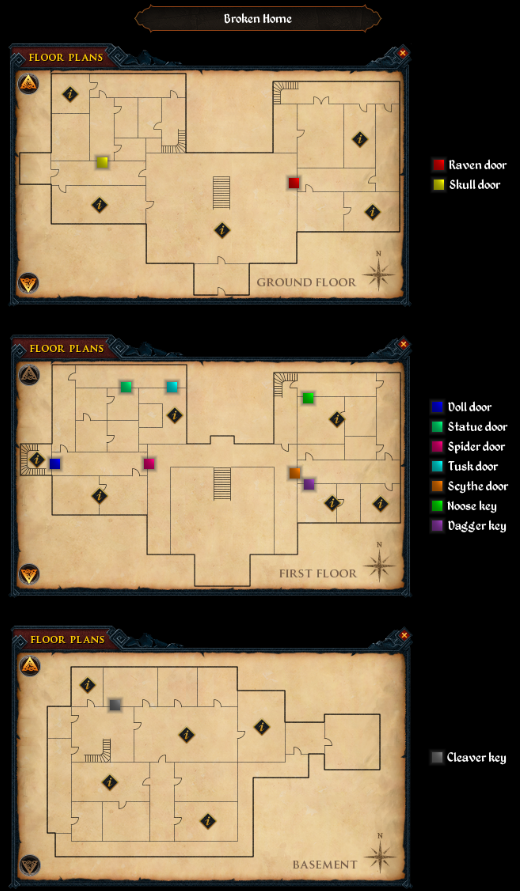 Broken Home
FLOOR PLANS
Raven door
Skull door
N
GROUND FLOOR
FLOOR PLANS
Doll door
Statue door
Spider door
Tusk door
Scythe door
Noose key
Dagger key
N
FIRST FLOOR
FLOOR PLANS
Cleaver key
N
BASEMENT